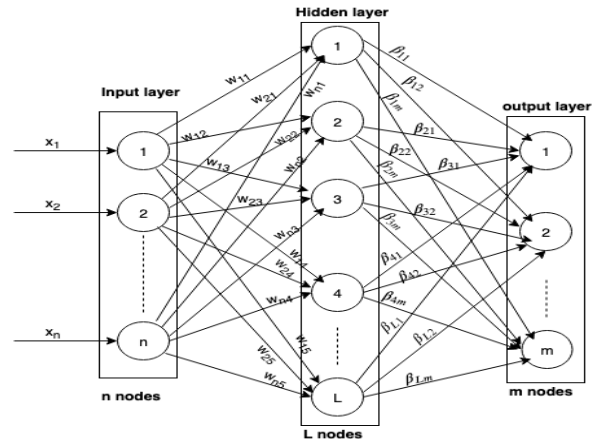 Hidden layer
Input layer
output layer
x1
x2
xn
1
2
n
w11
w12
w13
w14
w15
w21
w22
w23
w24
w25
wn1
wn2
wn3
wn4
wn5
1
2
3
4
L
β11
β12
β1m
β21
β22
β2m
β31
β32
β3m
β41
β42
β4m
βL1
βL2
βLm
1
2
m
n nodes
L nodes
m nodes